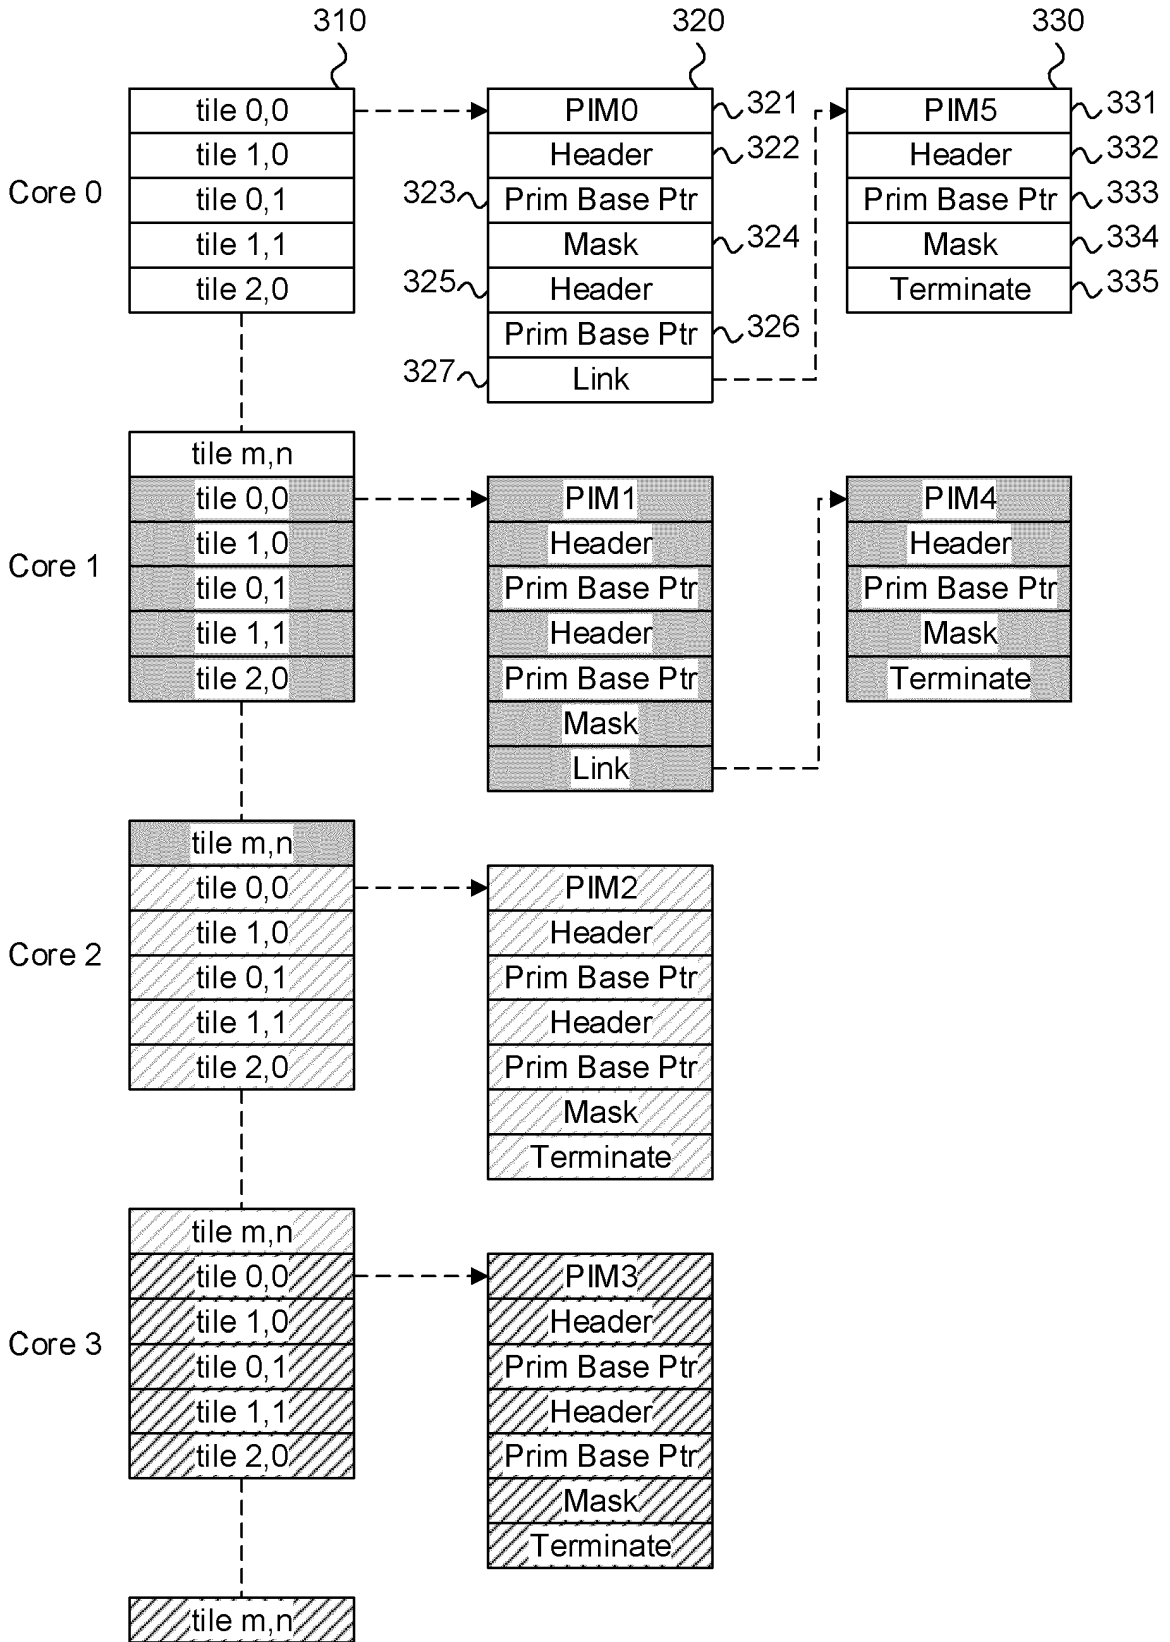 310 320 330
tile 0,0 PIM0 321 PIM5 331
tile 1,0 Header 322 Header 332
Core 0 tile 0,1 323 Prim Base Ptr Prim Base Ptr 333
tile 1,1 Mask 324 Mask 334
tile 2,0 325 Header Terminate 335
Prim Base Ptr 326
327 Link
tile m,n
tile 0,0 PIM1 PIM4
tile 1,0 Header Header
Core 1 tile 0,1 Prim Base Ptr Prim Base Ptr
tile 1,1 Header Mask
tile 2,0 Prim Base Ptr Terminate
Mask
Link
tile m,n
tile 0,0 PIM2
tile 1,0 Header
Core 2 tile 0,1 Prim Base Ptr
tile 1,1 Header
tile 2,0 Prim Base Ptr
Mask
Terminate
tile m,n
tile 0,0 PIM3
tile 1,0 Header
Core 3 tile 0,1 Prim Base Ptr
tile 1,1 Header
tile 2,0 Prim Base Ptr
Mask
Terminate
tile m,n